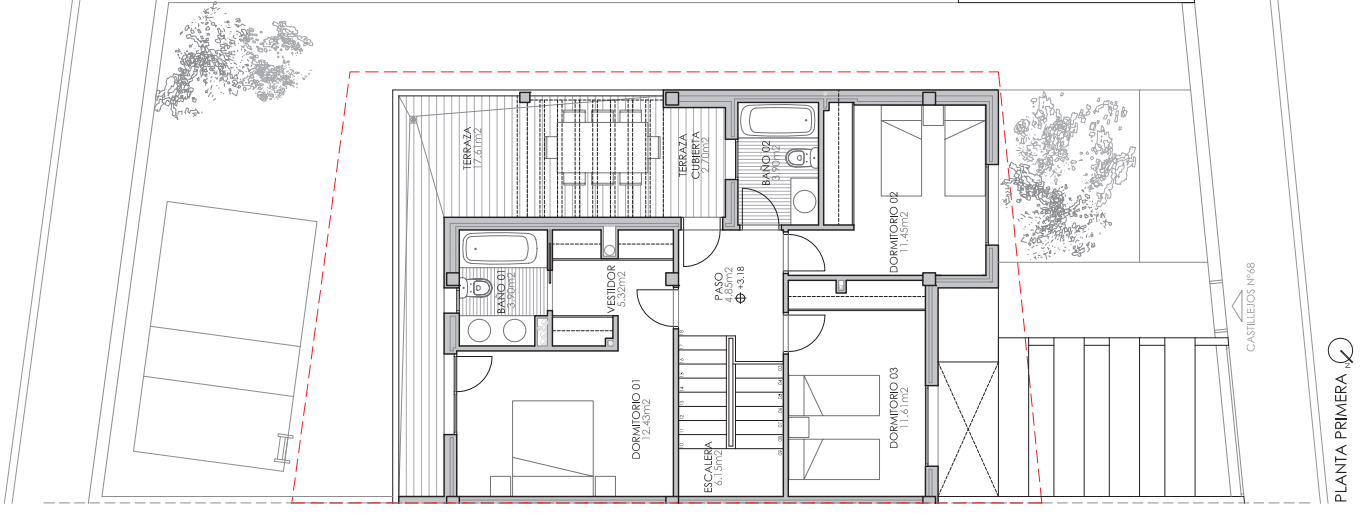 TERRAZA
17.61m2
TERRAZA
CUBIERTA
2.70m2
BAÑO 02
3.90m2
DORMITORIO 02
11.45m2
BAÑO 01
3.90m2
VESTIDOR
5.32m2
PASO
4.85m2
+3.18
DORMITORIO 01
12.43m2
ESCALERA
6.15m2
DORMITORIO 03
11.61m2
CASTILLEJOS Nº68
PLANTA PRIMERA
N